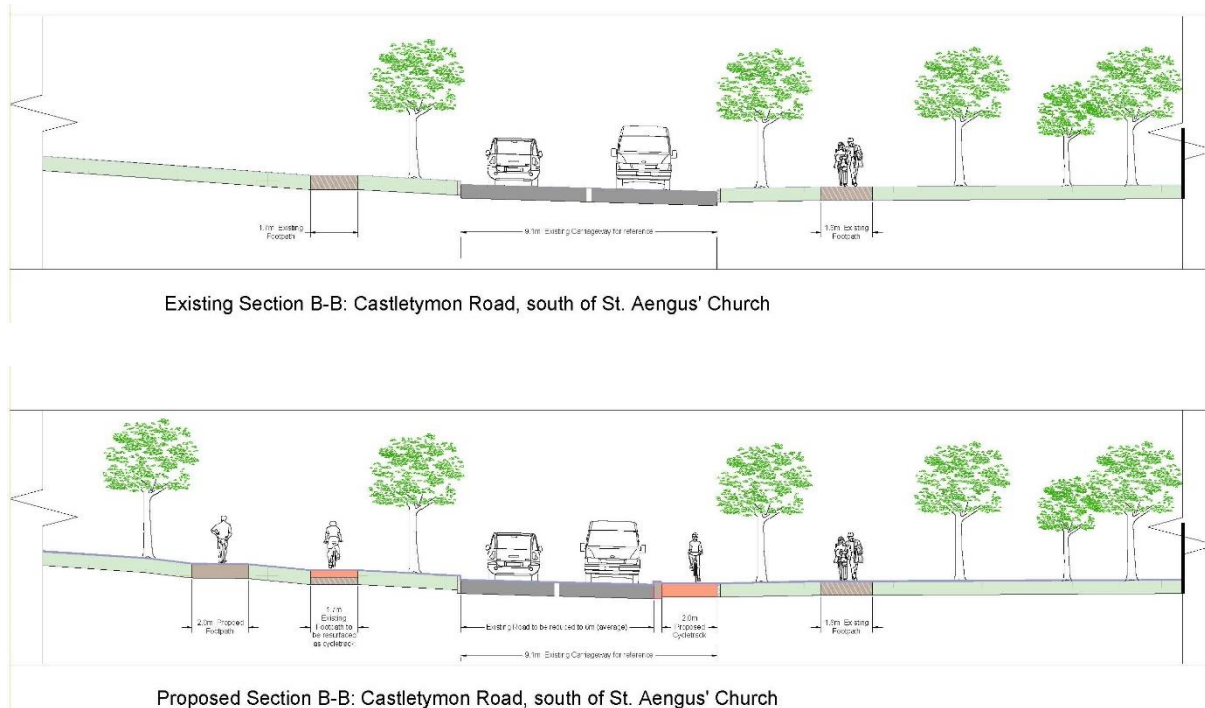 1.7m Existing
Footpath
9.1m Existing Carriageway for reference
1.8m Existing
Footpath
Existing Section B-B: Castletymon Road, south of St. Aengus' Church
2.0m Proposed
Footpath
1.7m
Existing
Footpath to
be resurfaced
as cycletrack
Existing Road to be reduced to 6m (average)
2.0m
Proposed
Cycletrack
1.8m Existing
Footpath
9.1m Existing Carriageway for reference
Proposed Section B-B: Castletymon Road, south of St. Aengus' Church